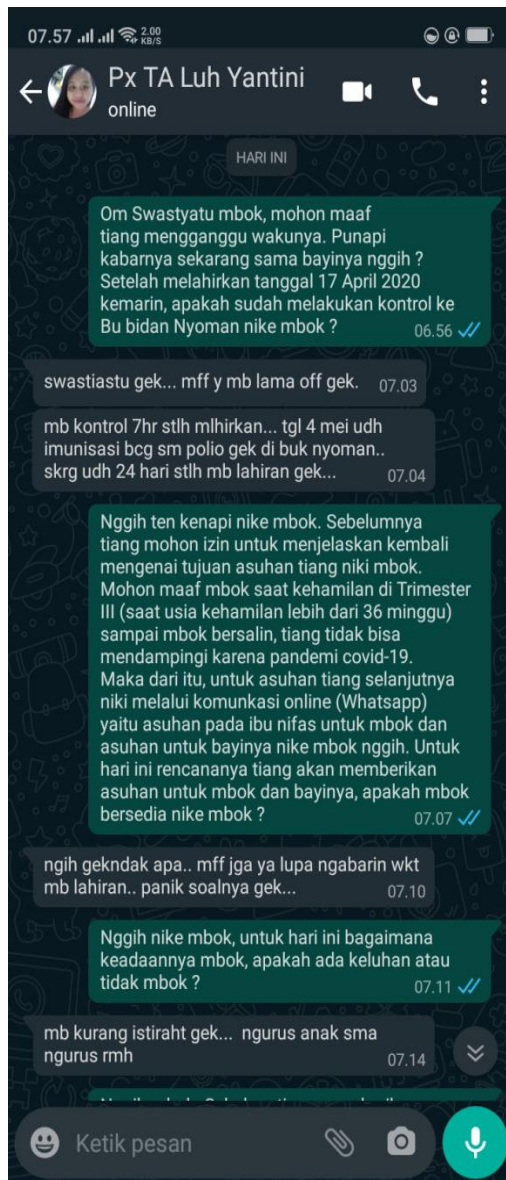 07.57
2.00
KB/S
Px TA Luh Yantini
online
HARI INI
Om Swastyatu mbok, mohon maaf
tiang mengganggu wakunya. Punapi
kabarnya sekarang sama bayinya nggih ?
Setelah melahirkan tanggal 17 April 2020
kemarin, apakah sudah melakukan kontrol ke
Bu bidan Nyoman nike mbok ? 06.56
swastiastu gek... mff y mb lama off gek. 07.03
mb kontrol 7hr stlh mlhirkan... tgl 4 mei udh
imunisasi bcg sm polio gek di buk nyoman..
skrg udh 24 hari stlh mb lahiran gek... 07.04
Nggih ten kenapi nike mbok. Sebelumnya
tiang mohon izin untuk menjelaskan kembali
mengenai tujuan asuhan tiang niki mbok.
Mohon maaf mbok saat kehamilan di Trimester
III (saat usia kehamilan lebih dari 36 minggu)
sampai mbok bersalin, tiang tidak bisa
mendampingi karena pandemi covid-19.
Maka dari itu, untuk asuhan tiang selanjutnya
niki melalui komunkasi online (Whatsapp)
yaitu asuhan pada ibu nifas untuk mbok dan
asuhan untuk bayinya nike mbok nggih. Untuk
hari ini rencananya tiang akan memberikan
asuhan untuk mbok dan bayinya, apakah mbok
bersedia nike mbok ? 07.07
ngih gekndak apa.. mff jga ya lupa ngabarin wkt
mb lahiran.. panik soalnya gek... 07.10
Nggih nike mbok, untuk hari ini bagaimana
keadaannya mbok, apakah ada keluhan atau
tidak mbok ? 07.11
mb kurang istiraht gek... ngurus anak sma
ngurus rmh 07.14
Ketik pesan